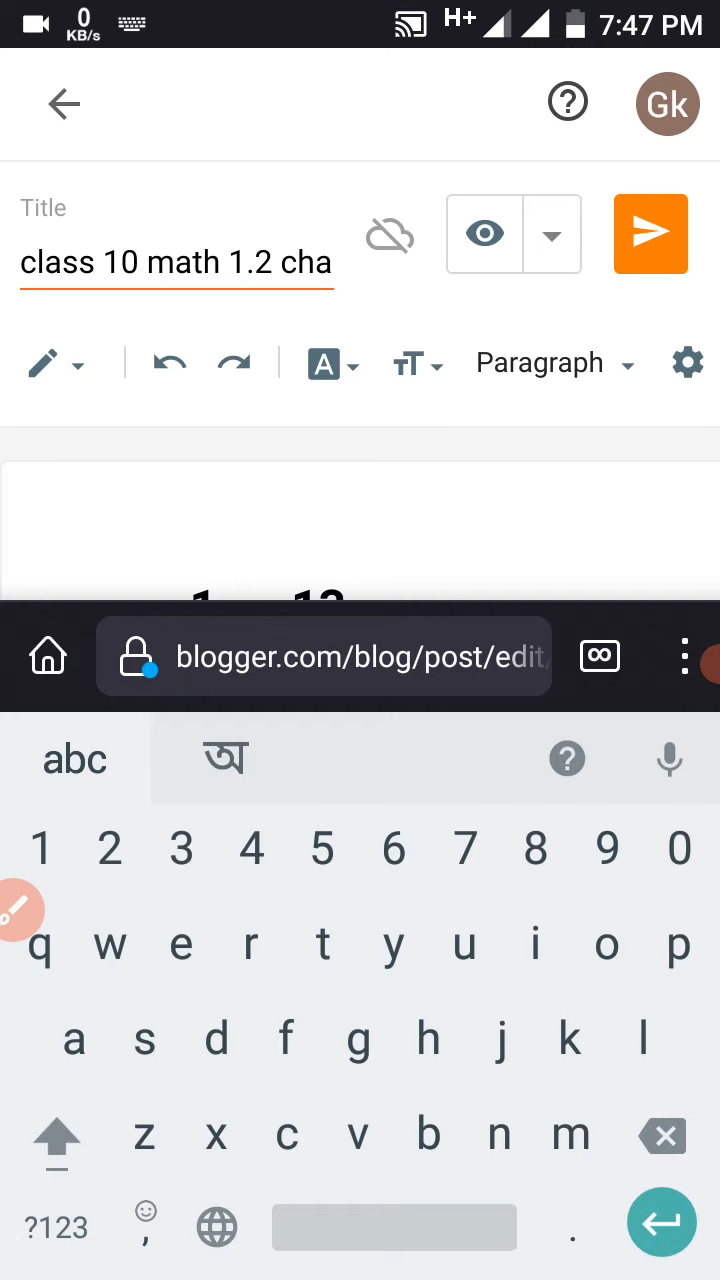 0 H+ 7:47 PM
KB/s
Gk
Title
class 10 math 1.2 cha
A TT Paragraph
blogger.com/blog/post/edit
abc অ
1 2 3 4 5 6 7 8 9 0
q w e r t y u i o p
a s d f g h j k l
z x c v b n m
?123 , .